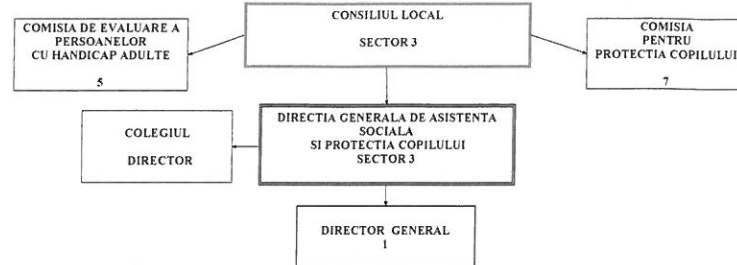 COMISIA DE EVALUARE A
PERSOANELOR
CU HANDICAP ADULTE
5
CONSILIUL LOCAL
SECTOR 3
COMISIA
PENTRU
PROTECTIA COPILULUI
7
COLEGIUL
DIRECTOR
DIRECTIA GENERALA DE ASISTENTA
SOCIALA
SI PROTECTIA COPILULUI
SECTOR 3
DIRECTOR GENERAL
1